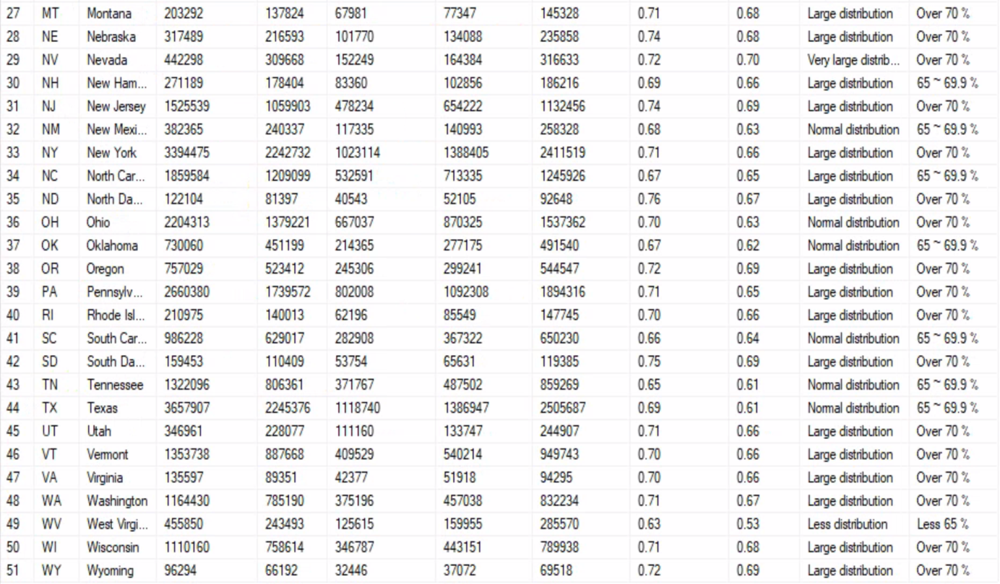 27 MT Montana 203292 137824 67981 77347 145328 0.71 0.68 Large distribution Over 70 %
28 NE Nebraska 317489 216593 101770 134088 235858 0.74 0.68 Large distribution Over 70 %
29 NV Nevada 442298 309668 152249 164384 316633 0.72 0.70 Very large distrib... Over 70 %
30 NH New Ham... 271189 178404 83360 102856 186216 0.69 0.66 Large distribution 65 ~ 69.9 %
31 NJ New Jersey 1525539 1059903 478234 654222 1132456 0.74 0.69 Large distribution Over 70 %
32 NM New Mexi... 382365 240337 117335 140993 258328 0.68 0.63 Normal distribution 65 ~ 69.9 %
33 NY New York 3394475 2242732 1023114 1388405 2411519 0.71 0.66 Large distribution Over 70 %
34 NC North Car... 1859584 1209099 532591 713335 1245926 0.67 0.65 Large distribution 65 ~ 69.9 %
35 ND North Da... 122104 81397 40543 52105 92648 0.76 0.67 Large distribution Over 70 %
36 OH Ohio 2204313 1379221 667037 870325 1537362 0.70 0.63 Normal distribution Over 70 %
37 OK Oklahoma 730060 451199 214365 277175 491540 0.67 0.62 Normal distribution 65 ~ 69.9 %
38 OR Oregon 757029 523412 245306 299241 544547 0.72 0.69 Large distribution Over 70 %
39 PA Pennsylv... 2660380 1739572 802008 1092308 1894316 0.71 0.65 Large distribution Over 70 %
40 RI Rhode Isl... 210975 140013 62196 85549 147745 0.70 0.66 Large distribution Over 70 %
41 SC South Car... 986228 629017 282908 367322 650230 0.66 0.64 Normal distribution 65 ~ 69.9 %
42 SD South Da... 159453 110409 53754 65631 119385 0.75 0.69 Large distribution Over 70 %
43 TN Tennessee 1322096 806361 371767 487502 859269 0.65 0.61 Normal distribution 65 ~ 69.9 %
44 TX Texas 3657907 2245376 1118740 1386947 2505687 0.69 0.61 Normal distribution 65 ~ 69.9 %
45 UT Utah 346961 228077 111160 133747 244907 0.71 0.66 Large distribution Over 70 %
46 VT Vermont 1353738 887668 409529 540214 949743 0.70 0.66 Large distribution Over 70 %
47 VA Virginia 135597 89351 42377 51918 94295 0.70 0.66 Large distribution Over 70 %
48 WA Washington 1164430 785190 375196 457038 832234 0.71 0.67 Large distribution Over 70 %
49 WV West Virgi... 455850 243493 125615 159955 285570 0.63 0.53 Less distribution Less 65 %
50 WI Wisconsin 1110160 758614 346787 443151 789938 0.71 0.68 Large distribution Over 70 %
51 WY Wyoming 96294 66192 32446 37072 69518 0.72 0.69 Large distribution Over 70 %